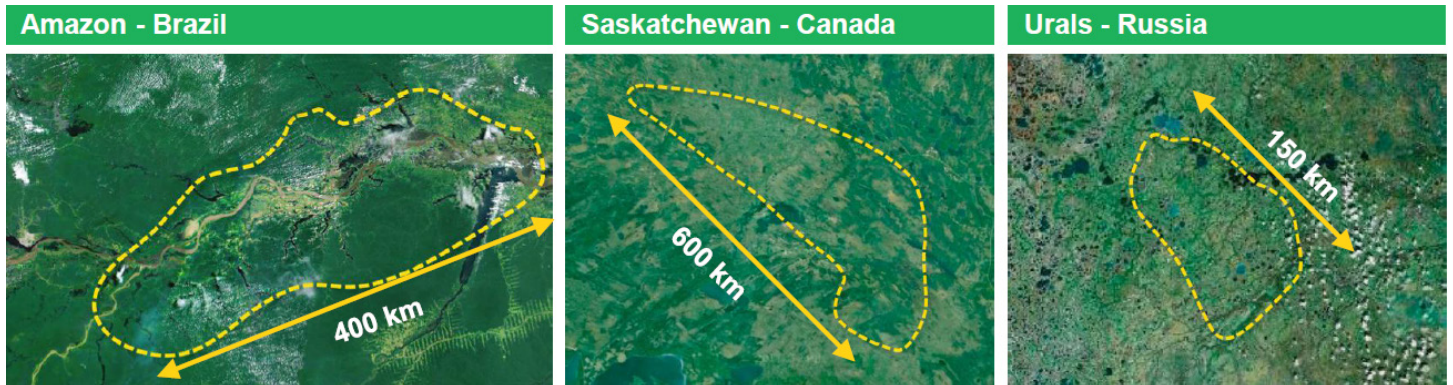 Amazon - Brazil
Saskatchewan - Canada
Urals - Russia
400 km
600 km
150 km